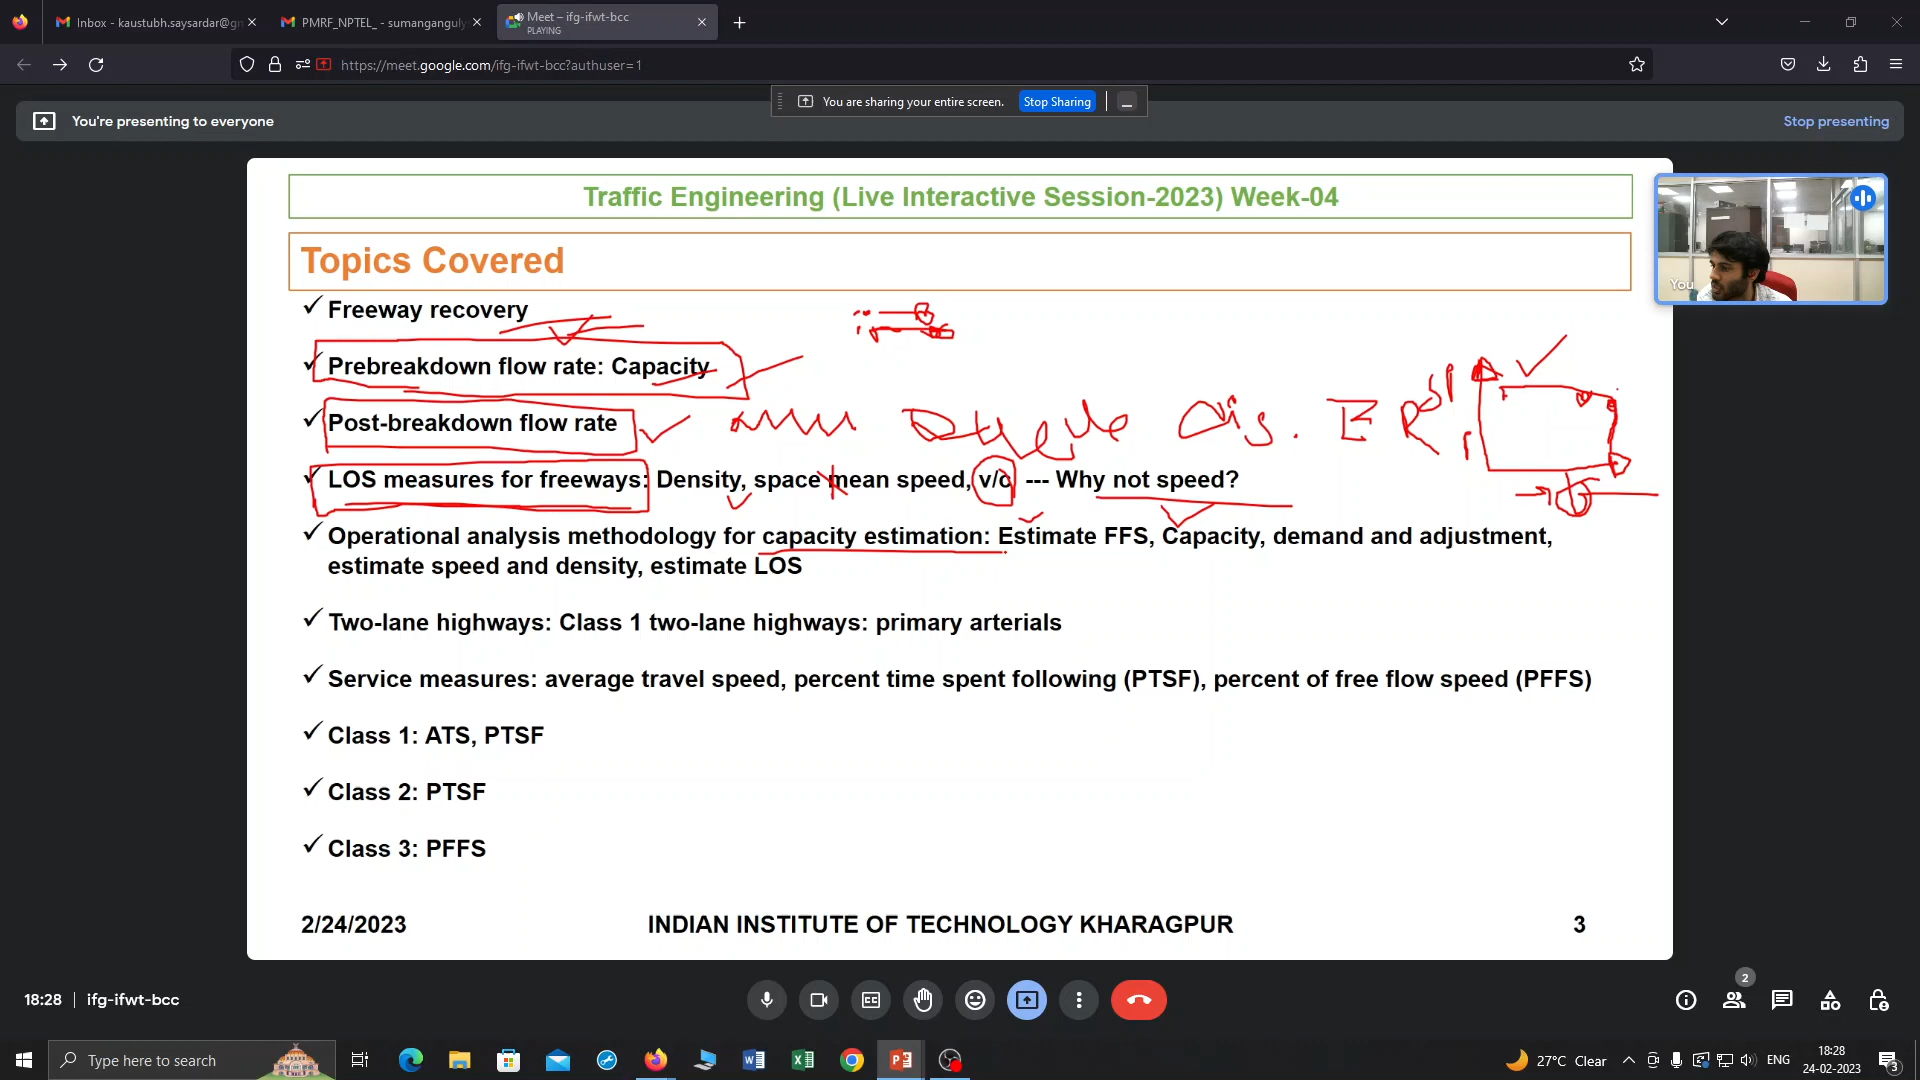 Inbox - kaustubh.saysardar@gm
PMRF_NPTEL_ - sumanganguly
Meet – ifg-ifwt-bcc
PLAYING
https://meet.google.com/ifg-ifwt-bcc?authuser=1
You are sharing your entire screen.
Stop Sharing
You're presenting to everyone
Stop presenting
Traffic Engineering (Live Interactive Session-2023) Week-04
You
Topics Covered
✓ Freeway recovery
✓ Prebreakdown flow rate: Capacity
✓ Post-breakdown flow rate
✓ LOS measures for freeways: Density, space mean speed, v/c --- Why not speed?
✓ Operational analysis methodology for capacity estimation: Estimate FFS, Capacity, demand and adjustment,
estimate speed and density, estimate LOS
✓ Two-lane highways: Class 1 two-lane highways: primary arterials
✓ Service measures: average travel speed, percent time spent following (PTSF), percent of free flow speed (PFFS)
✓ Class 1: ATS, PTSF
✓ Class 2: PTSF
✓ Class 3: PFFS
2/24/2023 INDIAN INSTITUTE OF TECHNOLOGY KHARAGPUR 3
18:28 | ifg-ifwt-bcc
2
Type here to search
27°C Clear
ENG
18:28
24-02-2023
3